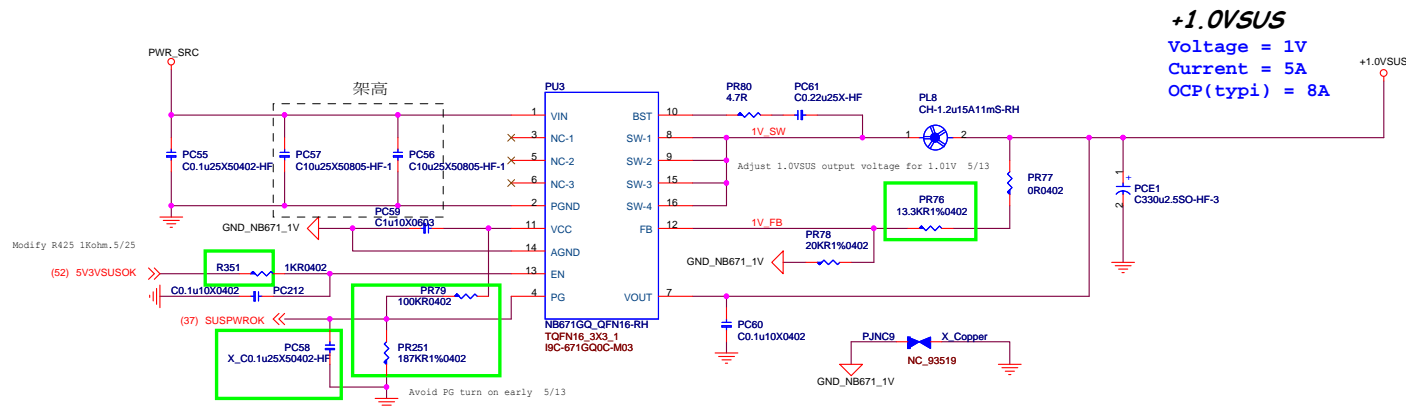 +1.0VSUS
Voltage = 1V
Current = 5A
OCP(typi) = 8A
+1.0VSUS
PWR_SRC
架高
PC55
C0.1u25X50402-HF
PC57
C10u25X50805-HF-1
PC56
C10u25X50805-HF-1
PU3
1 VIN
3 NC-1
5 NC-2
6 NC-3
2 PGND
11 VCC
14 AGND
13 EN
4 PG
BST 10
SW-1 8
SW-2 9
SW-3 15
SW-4 16
FB 12
VOUT 7
NB671GQ_QFN16-RH
TQFN16_3X3_1
I9C-671GQ0C-M03
PR80
4.7R
PC61
C0.22u25X-HF
PL8
CH-1.2u15A11mS-RH
1V_SW
1 2
Adjust 1.0VSUS output voltage for 1.01V 5/13
PR77
0R0402
1
+
PCE1
C330u2.5SO-HF-3
2
PR76
13.3KR1%0402
1V_FB
PR78
20KR1%0402
GND_NB671_1V
PC59
C1u10X0603
GND_NB671_1V
Modify R425 1Kohm.5/25
(52) 5V3VSUSOK
R351
1KR0402
C0.1u10X0402
PC212
PR79
100KR0402
(37) SUSPWROK
PC58
X_C0.1u25X50402-HF
PR251
187KR1%0402
Avoid PG turn on early 5/13
PC60
C0.1u10X0402
PJNC9
X_Copper
NC_93519
GND_NB671_1V